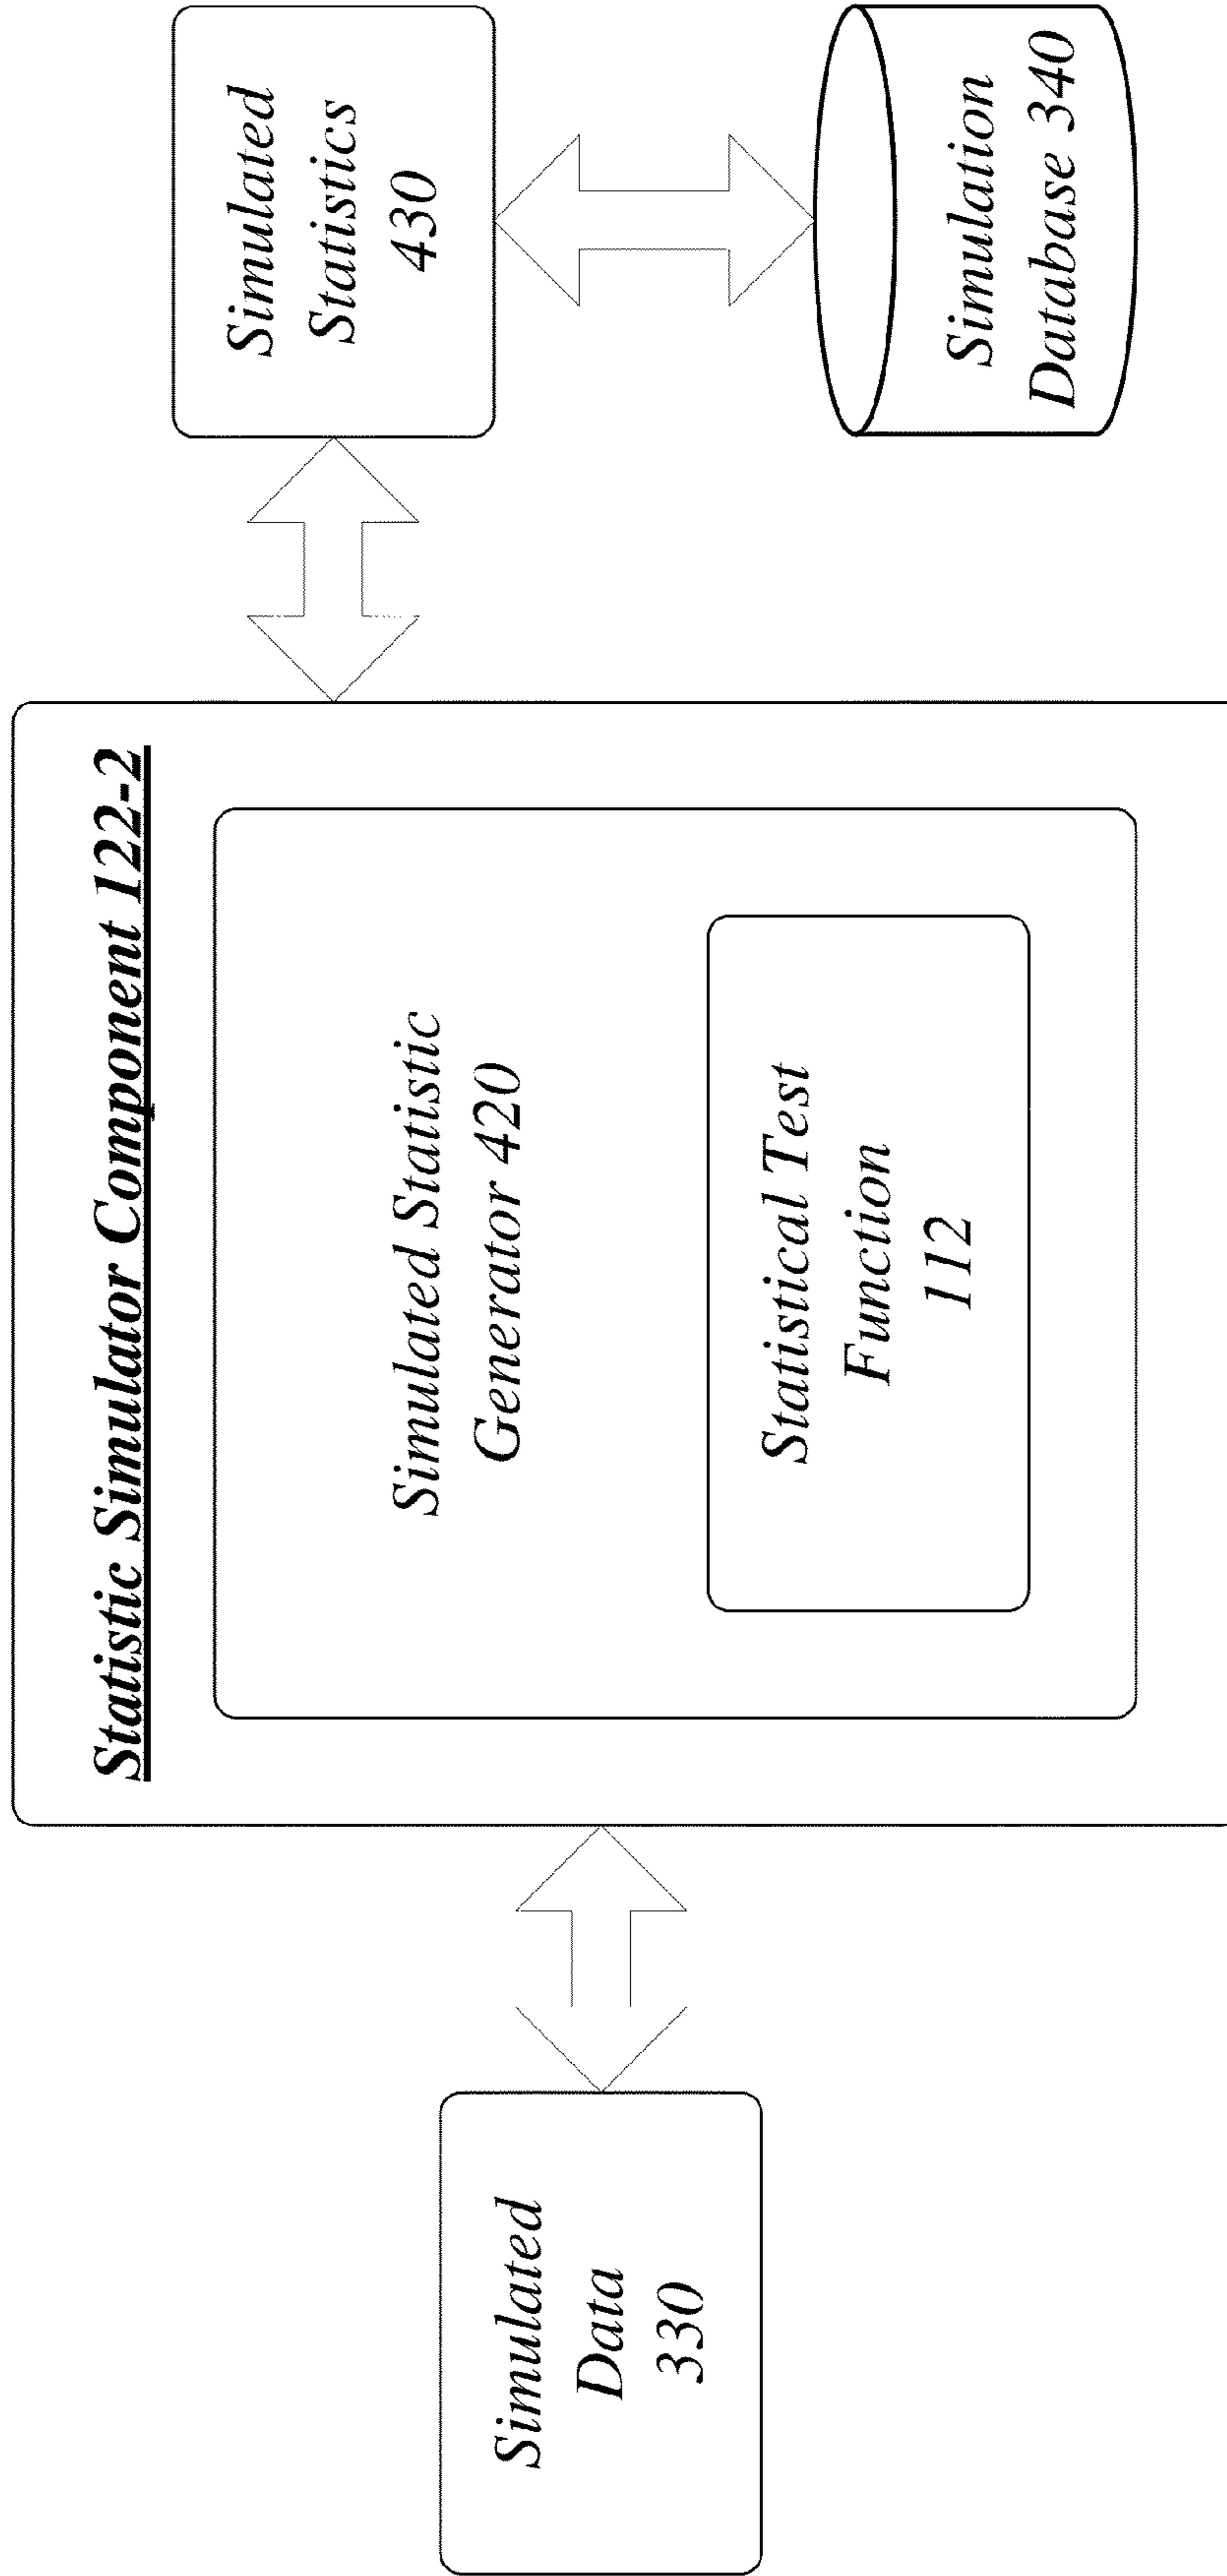 Statistic Simulator Component 122-2
Simulated
Data
330
Simulated Statistic
Generator 420
Statistical Test
Function
112
Simulated
Statistics
430
Simulation
Database 340